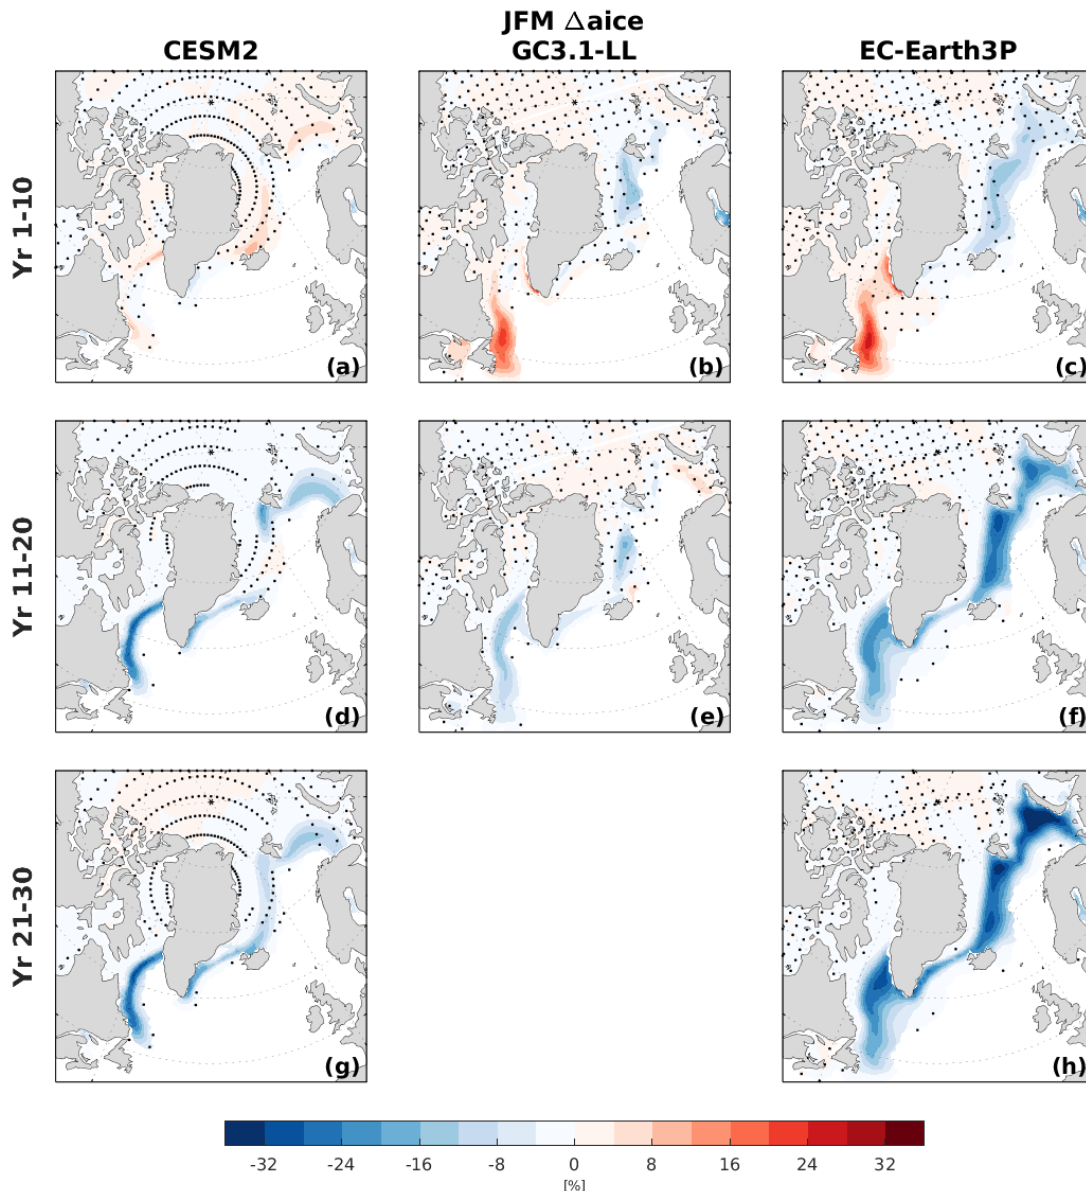 JFM △aice
CESM2 GC3.1-LL EC-Earth3P
Yr 1-10
(a) (b) (c)
Yr 11-20
(d) (e) (f)
Yr 21-30
(g) (h)
-32 -24 -16 -8 0 8 16 24 32
[%]